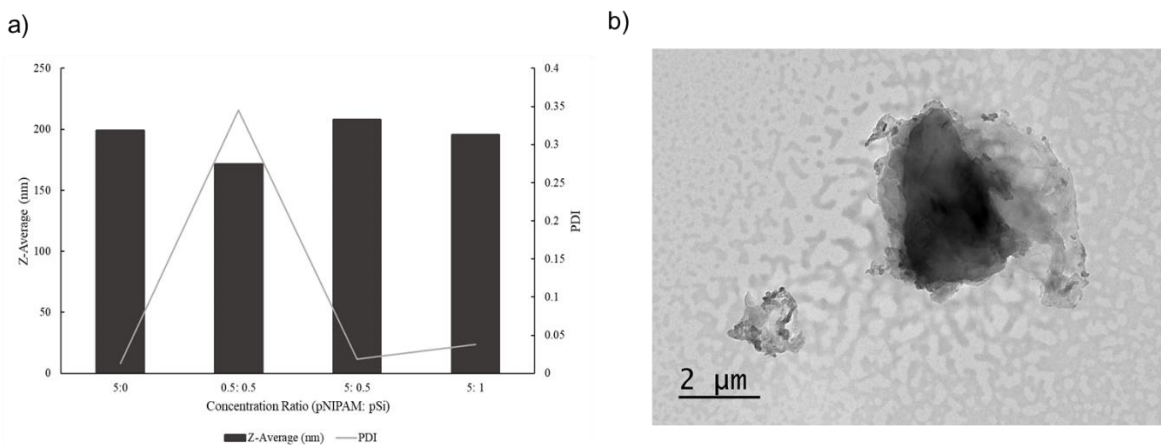 a)
b)
250
200
150
100
50
0
Z-Average (nm)
0.4
0.35
0.3
0.25
0.2
0.15
0.1
0.05
0
PDI
5:0
0.5: 0.5
5: 0.5
5: 1
Concentration Ratio (pNIPAM: pSi)
Z-Average (nm)
PDI
2 µm